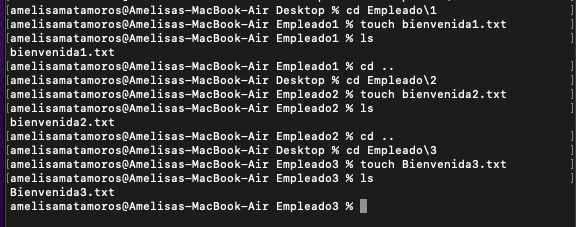 [amelisamatamoros@Amelisas-MacBook-Air Desktop % cd Empleado\1 ]
[amelisamatamoros@Amelisas-MacBook-Air Empleado1 % touch bienvenida1.txt ]
[amelisamatamoros@Amelisas-MacBook-Air Empleado1 % ls ]
bienvenida1.txt
[amelisamatamoros@Amelisas-MacBook-Air Empleado1 % cd .. ]
[amelisamatamoros@Amelisas-MacBook-Air Desktop % cd Empleado\2 ]
[amelisamatamoros@Amelisas-MacBook-Air Empleado2 % touch bienvenida2.txt ]
[amelisamatamoros@Amelisas-MacBook-Air Empleado2 % ls ]
bienvenida2.txt
[amelisamatamoros@Amelisas-MacBook-Air Empleado2 % cd .. ]
[amelisamatamoros@Amelisas-MacBook-Air Desktop % cd Empleado\3 ]
[amelisamatamoros@Amelisas-MacBook-Air Empleado3 % touch Bienvenida3.txt ]
[amelisamatamoros@Amelisas-MacBook-Air Empleado3 % ls ]
Bienvenida3.txt
amelisamatamoros@Amelisas-MacBook-Air Empleado3 %